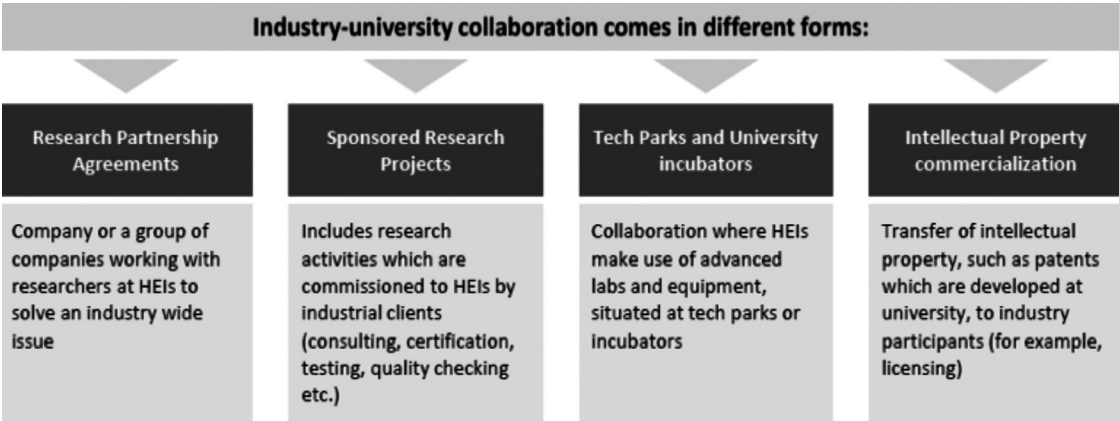 Industry-university collaboration comes in different forms:
Research Partnership
Agreements
Company or a group of
companies working with
researchers at HEIs to
solve an industry wide
issue
Sponsored Research
Projects
Includes research
activities which are
commissioned to HEIs by
industrial clients
(consulting, certification,
testing, quality checking
etc.)
Tech Parks and University
incubators
Collaboration where HEIs
make use of advanced
labs and equipment,
situated at tech parks or
incubators
Intellectual Property
commercialization
Transfer of intellectual
property, such as patents
which are developed at
university, to industry
participants (for example,
licensing)